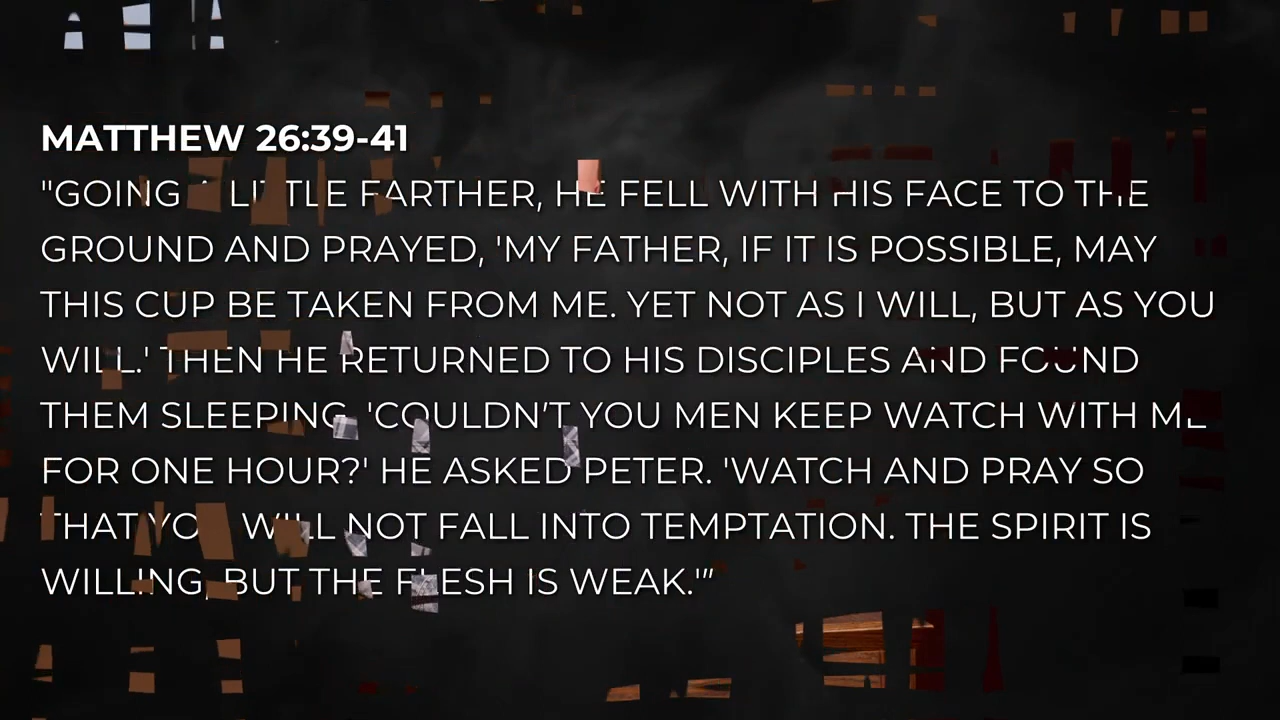 MATTHEW 26:39-41
"GOING A LITTLE FARTHER, HE FELL WITH HIS FACE TO THE
GROUND AND PRAYED, 'MY FATHER, IF IT IS POSSIBLE, MAY
THIS CUP BE TAKEN FROM ME. YET NOT AS I WILL, BUT AS YOU
WILL.' THEN HE RETURNED TO HIS DISCIPLES AND FOUND
THEM SLEEPING. 'COULDN’T YOU MEN KEEP WATCH WITH ME
FOR ONE HOUR?' HE ASKED PETER. 'WATCH AND PRAY SO
THAT YOU WILL NOT FALL INTO TEMPTATION. THE SPIRIT IS
WILLING, BUT THE FLESH IS WEAK.'”